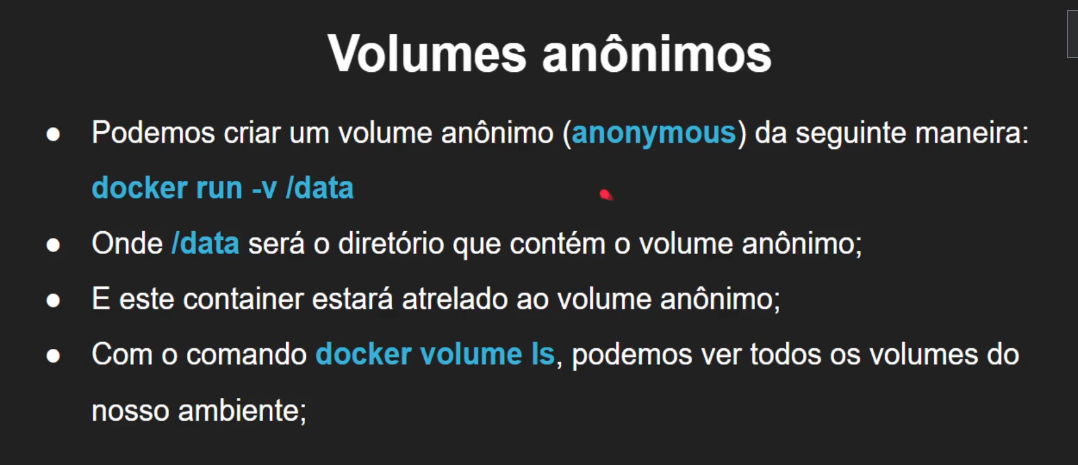 Volumes anônimos
● Podemos criar um volume anônimo (anonymous) da seguinte maneira:
docker run -v /data
● Onde /data será o diretório que contém o volume anônimo;
● E este container estará atrelado ao volume anônimo;
● Com o comando docker volume ls, podemos ver todos os volumes do
nosso ambiente;